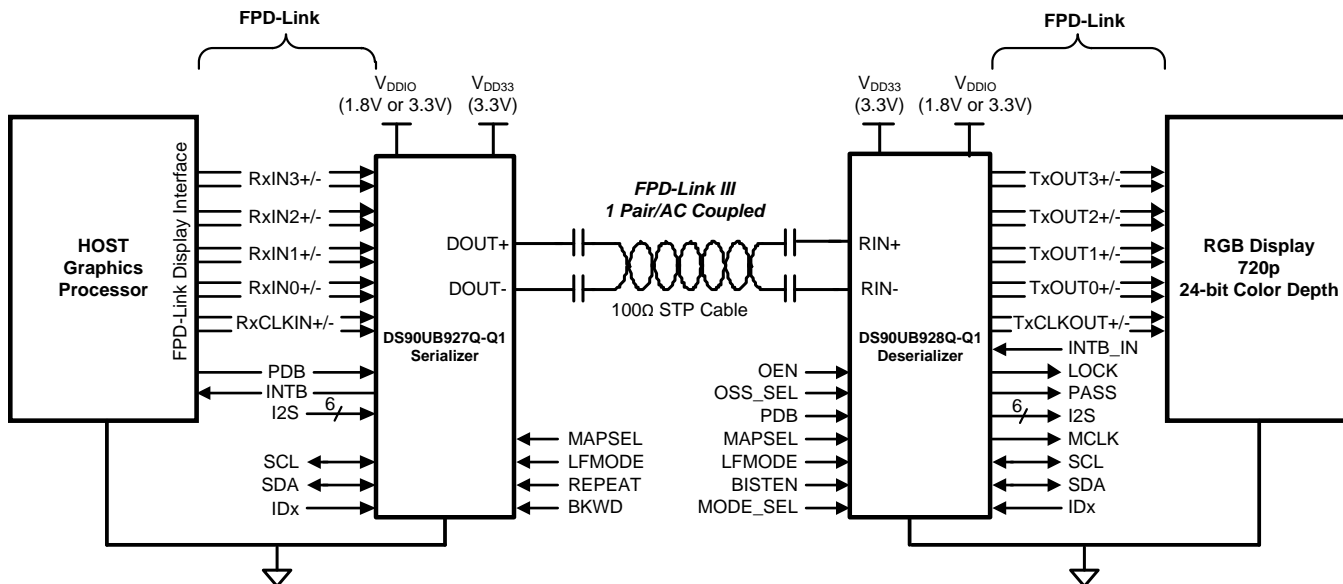 FPD-Link
FPD-Link
VDDIO
(1.8V or 3.3V)
VDD33
(3.3V)
VDD33
(3.3V)
VDDIO
(1.8V or 3.3V)
HOST
Graphics
Processor
FPD-Link Display Interface
RxIN3+/-
RxIN2+/-
RxIN1+/-
RxIN0+/-
RxCLKIN+/-
PDB
INTB
I2S
6
SCL
SDA
IDx
DOUT+
DOUT-
DS90UB927Q-Q1
Serializer
MAPSEL
LFMODE
REPEAT
BKWD
FPD-Link III
1 Pair/AC Coupled
100Ω STP Cable
RIN+
RIN-
DS90UB928Q-Q1
Deserializer
OEN
OSS_SEL
PDB
MAPSEL
LFMODE
BISTEN
MODE_SEL
TxOUT3+/-
TxOUT2+/-
TxOUT1+/-
TxOUT0+/-
TxCLKOUT+/-
INTB_IN
LOCK
PASS
6
I2S
MCLK
SCL
SDA
IDx
RGB Display
720p
24-bit Color Depth